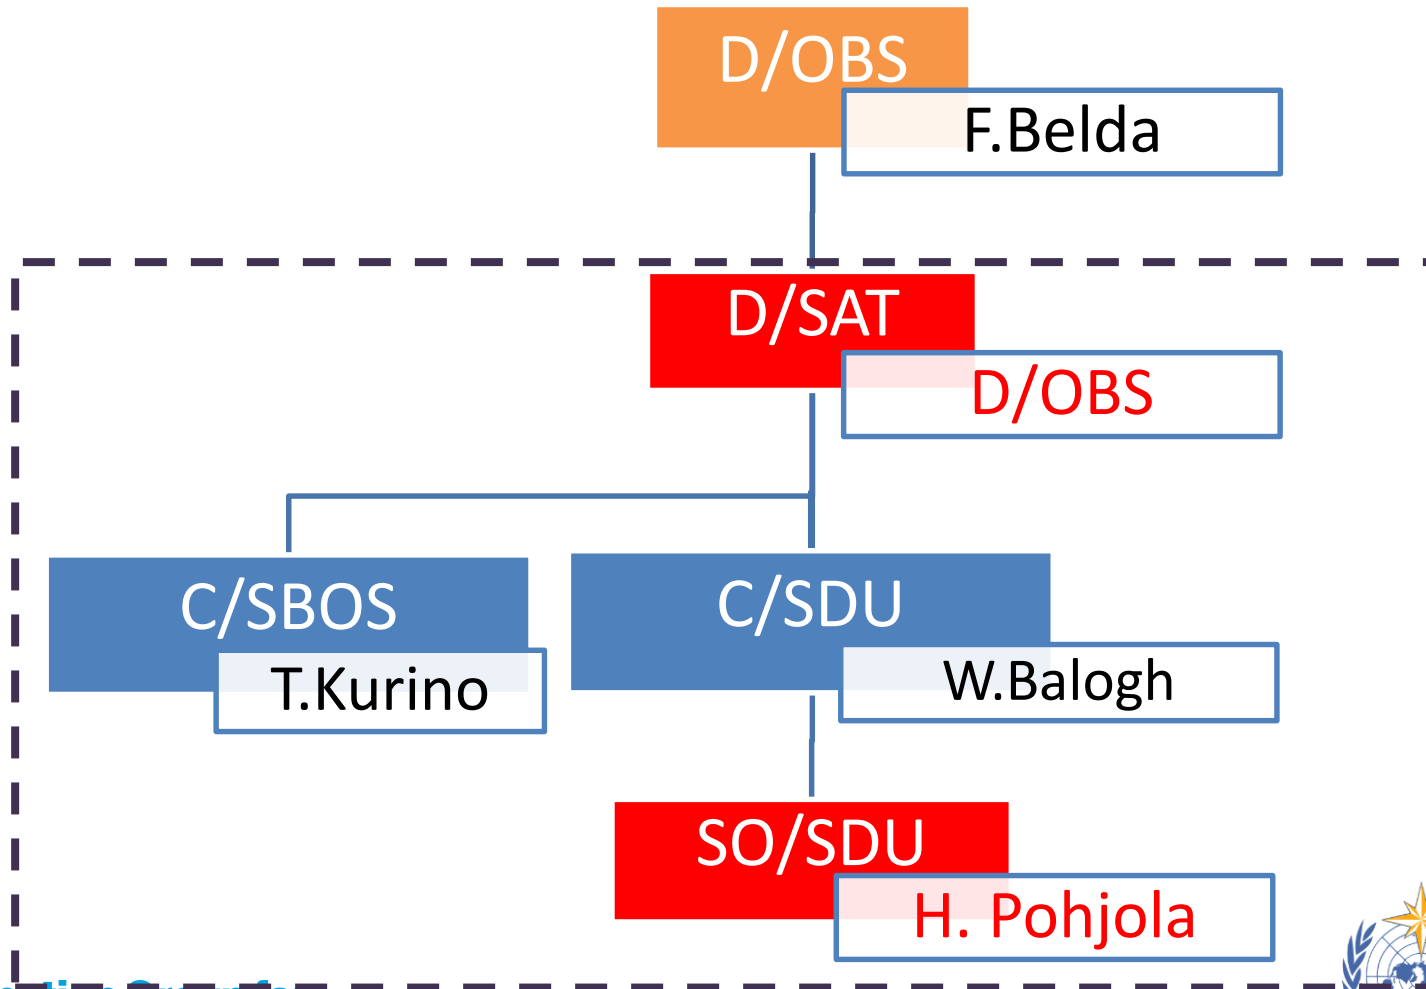 D/OBS
F.Belda
D/SAT
D/OBS
C/SBOS
T.Kurino
C/SDU
W.Balogh
SO/SDU
H. Pohjola